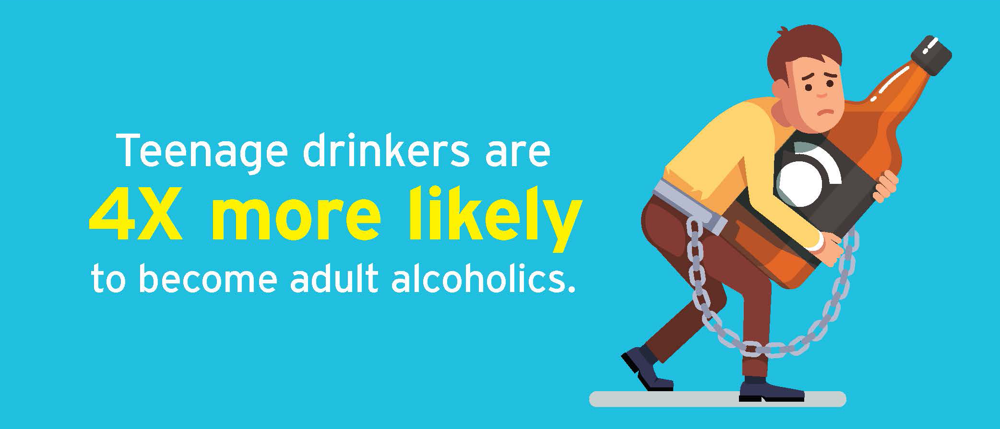 Teenage drinkers are
4X more likely
to become adult alcoholics.